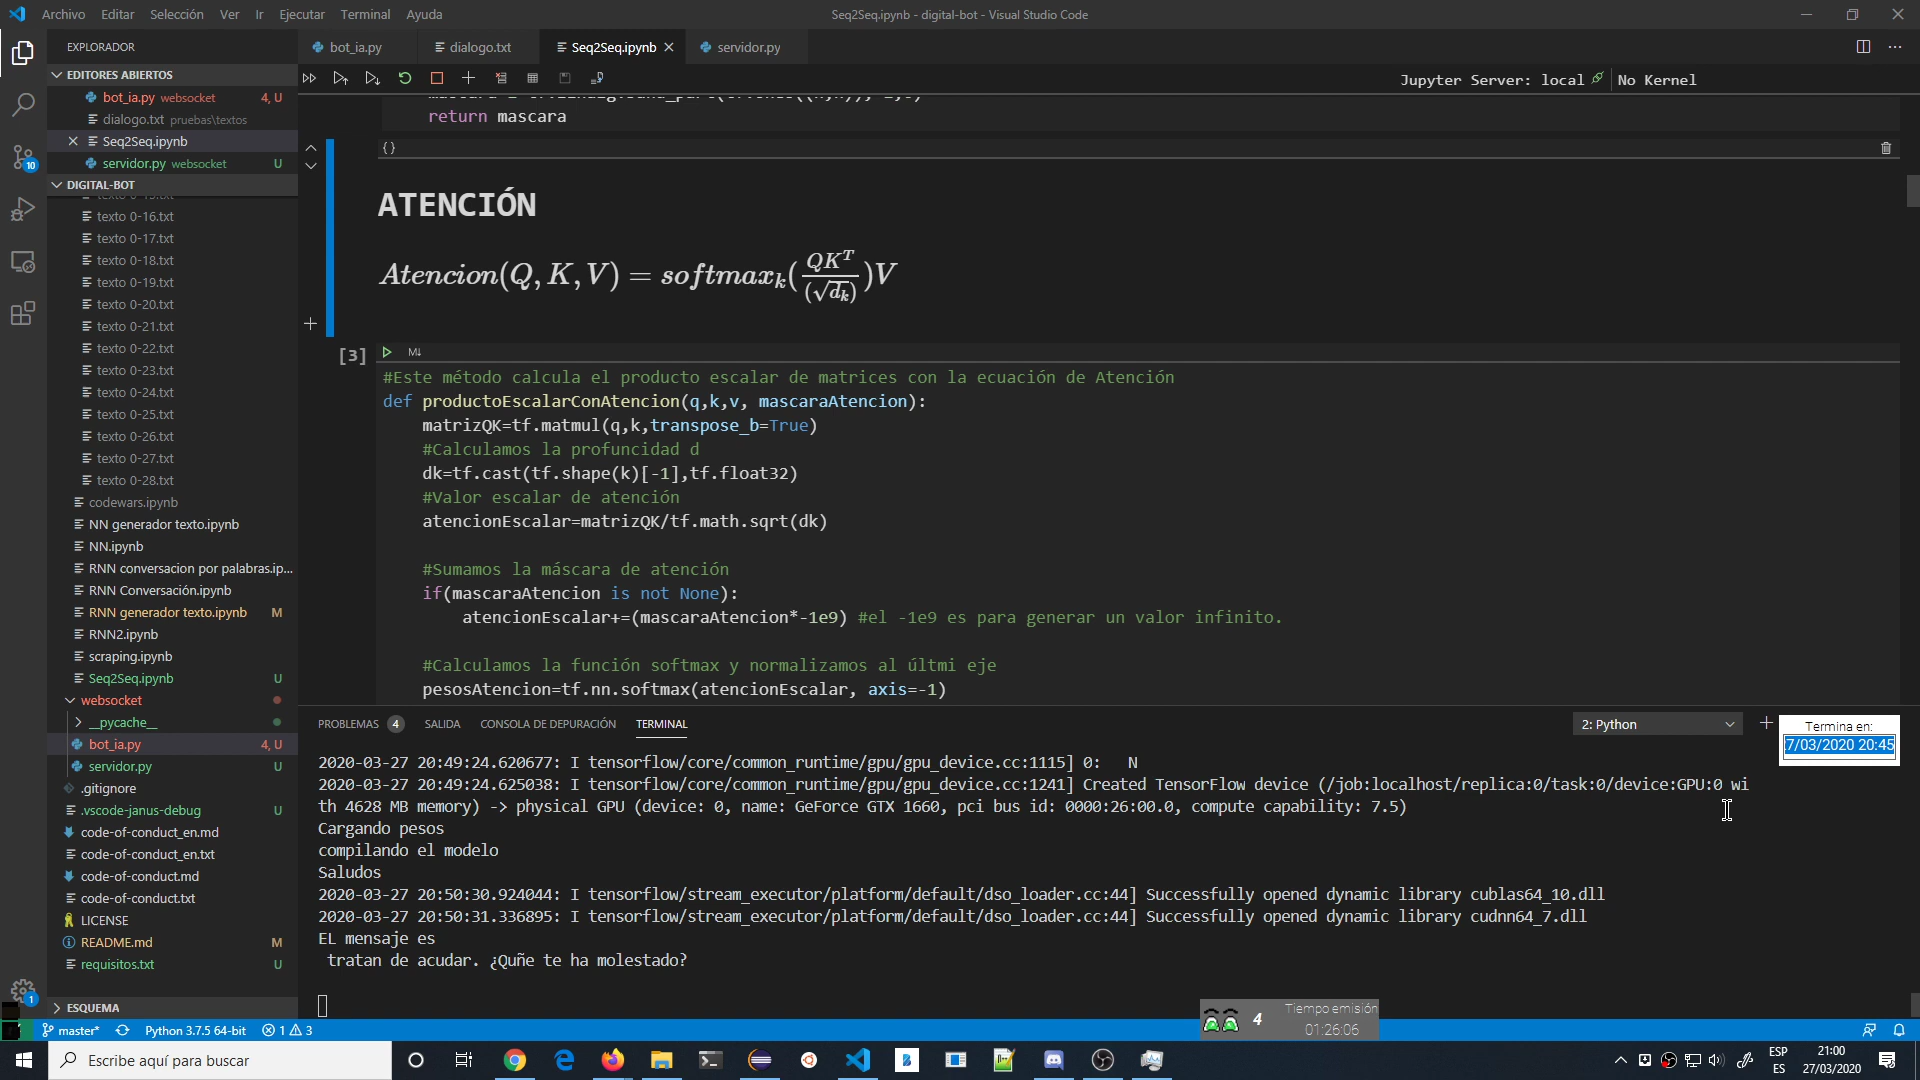 Archivo Editar Selección Ver Ir Ejecutar Terminal Ayuda
Seq2Seq.ipynb - digital-bot - Visual Studio Code
EXPLORADOR
bot_ia.py
dialogo.txt
Seq2Seq.ipynb
servidor.py
EDITORES ABIERTOS
bot_ia.py websocket 4, U
dialogo.txt pruebas\textos
Seq2Seq.ipynb
servidor.py websocket U
DIGITAL-BOT
texto 0-16.txt
texto 0-17.txt
texto 0-18.txt
texto 0-19.txt
texto 0-20.txt
texto 0-21.txt
texto 0-22.txt
texto 0-23.txt
texto 0-24.txt
texto 0-25.txt
texto 0-26.txt
texto 0-27.txt
texto 0-28.txt
codewars.ipynb
NN generador texto.ipynb
NN.ipynb
RNN conversacion por palabras.ip...
RNN Conversación.ipynb
RNN generador texto.ipynb M
RNN2.ipynb
scraping.ipynb
Seq2Seq.ipynb U
websocket
__pycache__
bot_ia.py 4, U
servidor.py U
.gitignore
.vscode-janus-debug U
code-of-conduct_en.md
code-of-conduct_en.txt
code-of-conduct.md
code-of-conduct.txt
LICENSE
README.md M
requisitos.txt U
ESQUEMA
10
1
Jupyter Server: local No Kernel
return mascara
{}
ATENCIÓN
Atencion(Q, K, V) = softmax_k(QK^T / (√d_k))V
[3] M↓
#Este método calcula el producto escalar de matrices con la ecuación de Atención
def productoEscalarConAtencion(q,k,v, mascaraAtencion):
matrizQK=tf.matmul(q,k,transpose_b=True)
#Calculamos la profuncidad d
dk=tf.cast(tf.shape(k)[-1],tf.float32)
#Valor escalar de atención
atencionEscalar=matrizQK/tf.math.sqrt(dk)
#Sumamos la máscara de atención
if(mascaraAtencion is not None):
atencionEscalar+=(mascaraAtencion*-1e9) #el -1e9 es para generar un valor infinito.
#Calculamos la función softmax y normalizamos al últmi eje
pesosAtencion=tf.nn.softmax(atencionEscalar, axis=-1)
PROBLEMAS 4 SALIDA CONSOLA DE DEPURACIÓN TERMINAL
2: Python
Termina en:
7/03/2020 20:45
2020-03-27 20:49:24.620677: I tensorflow/core/common_runtime/gpu/gpu_device.cc:1115] 0: N
2020-03-27 20:49:24.625038: I tensorflow/core/common_runtime/gpu/gpu_device.cc:1241] Created TensorFlow device (/job:localhost/replica:0/task:0/device:GPU:0 wi
th 4628 MB memory) -> physical GPU (device: 0, name: GeForce GTX 1660, pci bus id: 0000:26:00.0, compute capability: 7.5)
Cargando pesos
compilando el modelo
Saludos
2020-03-27 20:50:30.924044: I tensorflow/stream_executor/platform/default/dso_loader.cc:44] Successfully opened dynamic library cublas64_10.dll
2020-03-27 20:50:31.336895: I tensorflow/stream_executor/platform/default/dso_loader.cc:44] Successfully opened dynamic library cudnn64_7.dll
EL mensaje es
tratan de acudar. ¿Quñe te ha molestado?
4 Tiempo emisión
01:26:06
master* Python 3.7.5 64-bit 1 3
Escribe aquí para buscar
ESP
ES
21:00
27/03/2020